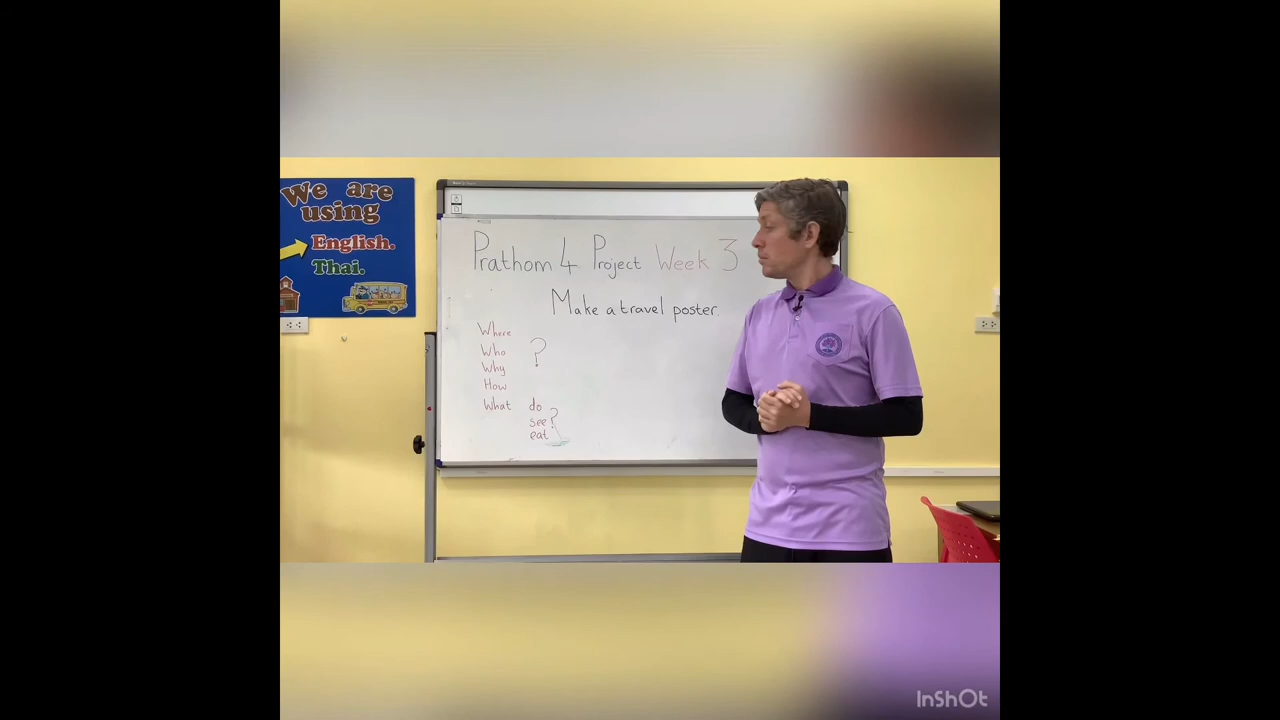 We are
using
English.
Thai.
Prathom 4 Project Week 3
Make a travel poster.
Where
Who
Why
How
?
What do
see
eat
?
InShOt